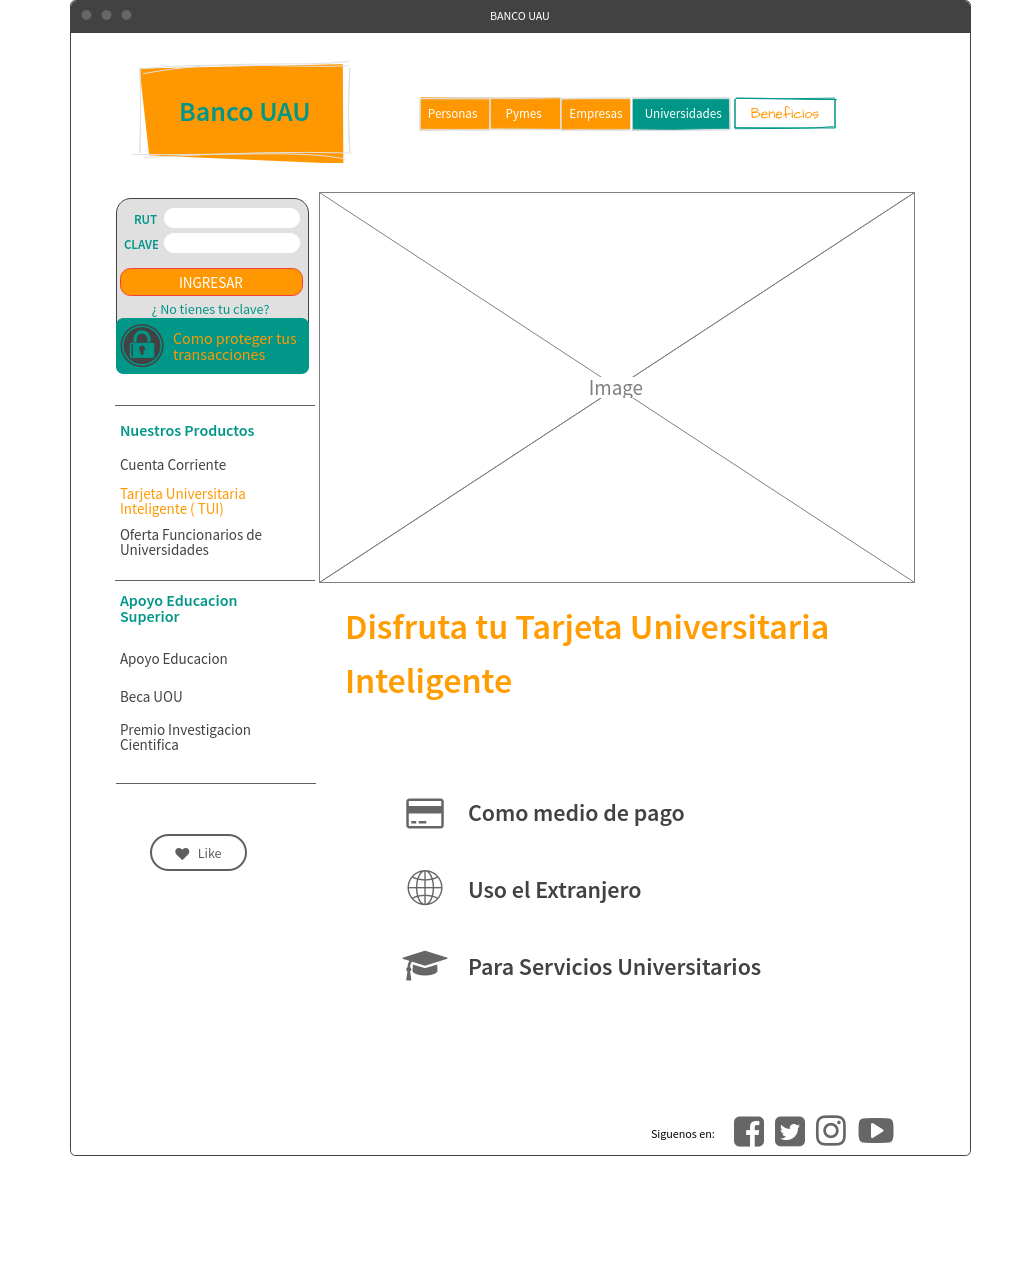 BANCO UAU
Banco UAU
Personas
Pymes
Empresas
Universidades
Beneficios
RUT
CLAVE
INGRESAR
¿ No tienes tu clave?
Como proteger tus
transacciones
Image
Nuestros Productos
Cuenta Corriente
Tarjeta Universitaria
Inteligente ( TUI)
Oferta Funcionarios de
Universidades
Apoyo Educacion
Superior
Apoyo Educacion
Beca UOU
Premio Investigacion
Cientifica
Like
Disfruta tu Tarjeta Universitaria
Inteligente
Como medio de pago
Uso el Extranjero
Para Servicios Universitarios
Siguenos en: